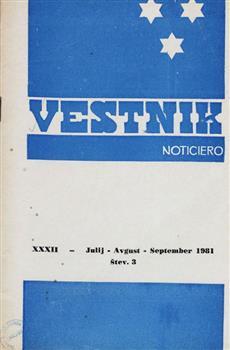 VESTNIK
NOTICIERO
XXXII - Julij - Avgust - September 1981
Štev. 3